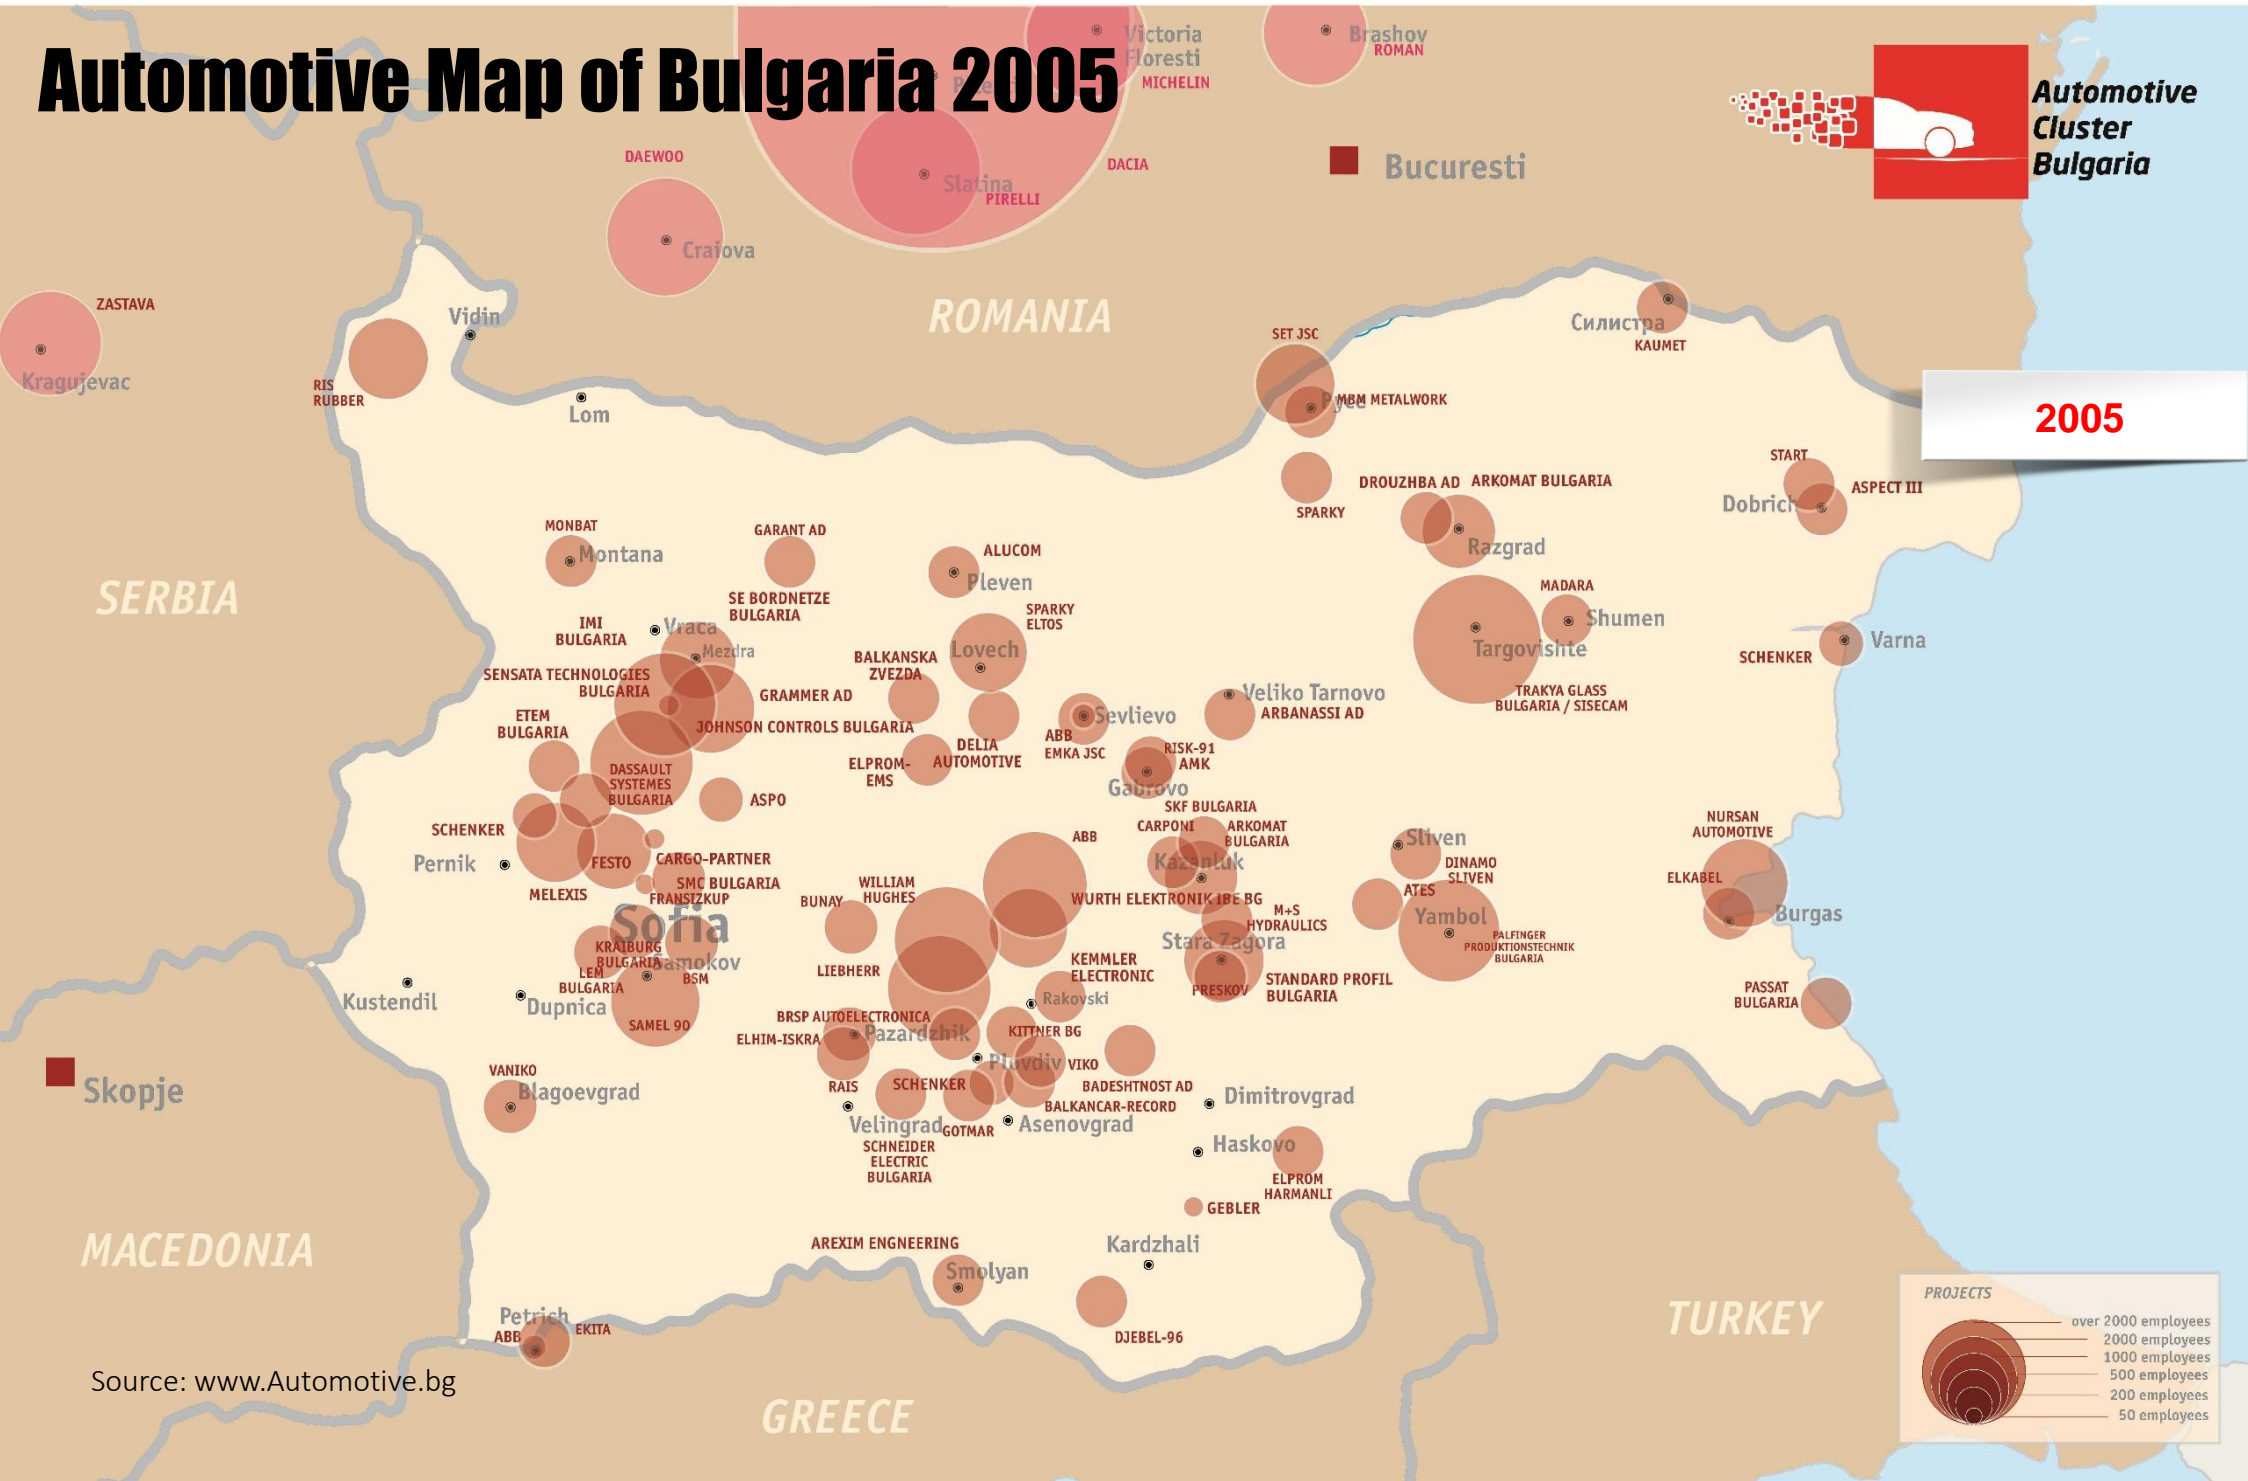 Automotive Map of Bulgaria 2005
Victoria
Floresti
MICHELIN
Brashov
ROMAN
Automotive
Cluster
Bulgaria
DAEWOO
DACIA
Slatina
PIRELLI
Bucuresti
Craiova
ZASTAVA
Kragujevac
ROMANIA
Vidin
RIS
RUBBER
Lom
SET JSC
MBM METALWORK
Силистра
KAUMET
2005
SPARKY
DROUZHBA AD
ARKOMAT BULGARIA
Razgrad
START
Dobrich
ASPECT III
SERBIA
MONBAT
Montana
GARANT AD
ALUCOM
Pleven
SE BORDNETZE
BULGARIA
IMI
BULGARIA
Vraca
Mezdra
SPARKY
ELTOS
Lovech
MADARA
Shumen
Targovishte
TRAKYA GLASS
BULGARIA / SISECAM
SCHENKER
Varna
SENSATA TECHNOLOGIES
BULGARIA
GRAMMER AD
JOHNSON CONTROLS BULGARIA
BALKANSKA
ZVEZDA
ETEM
BULGARIA
DASSAULT
SYSTEMES
BULGARIA
ASPO
ELPROM-
EMS
DELIA
AUTOMOTIVE
Sevlievo
ABB
EMKA JSC
Veliko Tarnovo
ARBANASSI AD
RISK-91
AMK
Gabrovo
SKF BULGARIA
CARPONI
ARKOMAT
BULGARIA
Kazanluk
SCHENKER
Pernik
MELEXIS
FESTO
CARGO-PARTNER
SMC BULGARIA
FRANSIZKUP
Sofia
ABB
WILLIAM
HUGHES
BUNAY
WURTH ELEKTRONIK IBE BG
M+S
HYDRAULICS
Stara Zagora
Sliven
DINAMO
SLIVEN
ATES
Yambol
PALFINGER
PRODUKTIONSTECHNIK
BULGARIA
NURSAN
AUTOMOTIVE
ELKABEL
Burgas
PASSAT
BULGARIA
KRAIBURG
BULGARIA
LEM
BULGARIA
Samokov
BSM
SAMEL 90
LIEBHERR
KEMMLER
ELECTRONIC
Rakovski
PRESKOV
STANDARD PROFIL
BULGARIA
Kustendil
Dupnica
BRSP AUTOELECTRONICA
ELHIM-ISKRA
Pazardzhik
KITTNER BG
Plovdiv
VIKO
RAIS
SCHENKER
BADESHTNOST AD
BALKANCAR-RECORD
Velingrad
GOTMAR
Asenovgrad
SCHNEIDER
ELECTRIC
BULGARIA
Dimitrovgrad
Haskovo
ELPROM
HARMANLI
GEBLER
Skopje
VANIKO
Blagoevgrad
MACEDONIA
AREXIM ENGNEERING
Smolyan
Kardzhali
DJEBEL-96
Petrich
ABB
EKITA
TURKEY
GREECE
Source: www.Automotive.bg
PROJECTS
over 2000 employees
2000 employees
1000 employees
500 employees
200 employees
50 employees